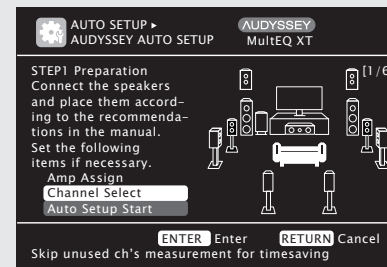 AUTO SETUP ▸
AUDYSSEY AUTO SETUP
AUDYSSEY
MultEQ XT
STEP1 Preparation
[1/6
Connect the speakers
and place them accord-
ing to the recommenda-
tions in the manual.
Set the following
items if necessary.
Amp Assign
Channel Select
Auto Setup Start
ENTER Enter RETURN Cancel
Skip unused ch's measurement for timesaving